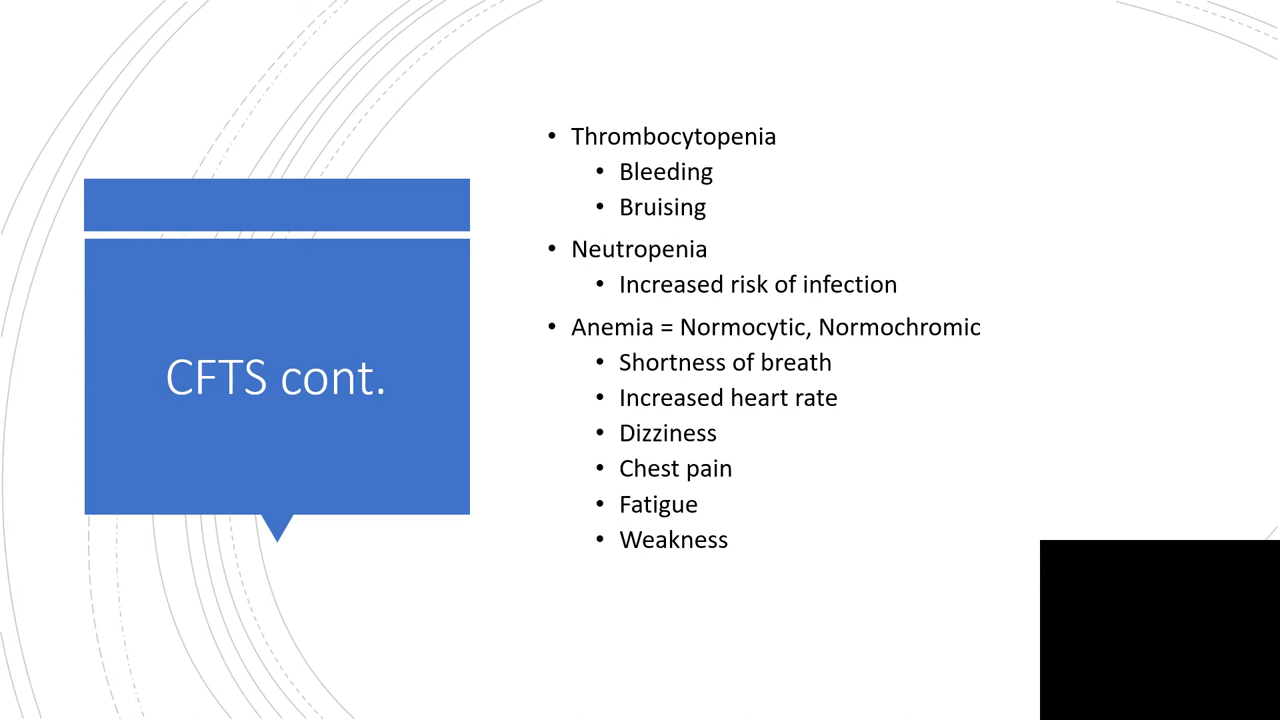 CFTS cont.
• Thrombocytopenia
• Bleeding
• Bruising
• Neutropenia
• Increased risk of infection
• Anemia = Normocytic, Normochromic
• Shortness of breath
• Increased heart rate
• Dizziness
• Chest pain
• Fatigue
• Weakness